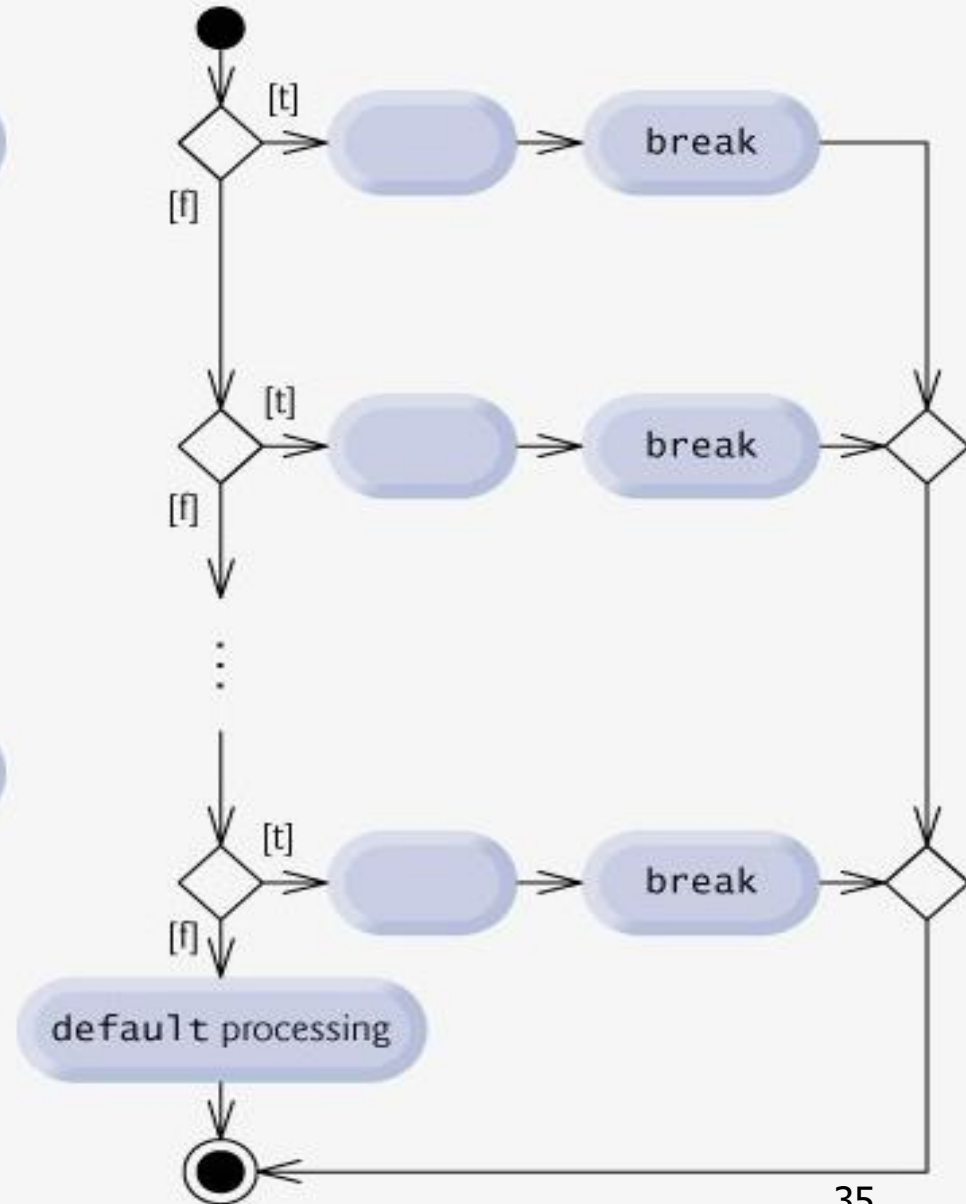 [t]
break
[f]
[t]
break
[f]
[t]
break
[f]
default processing
35